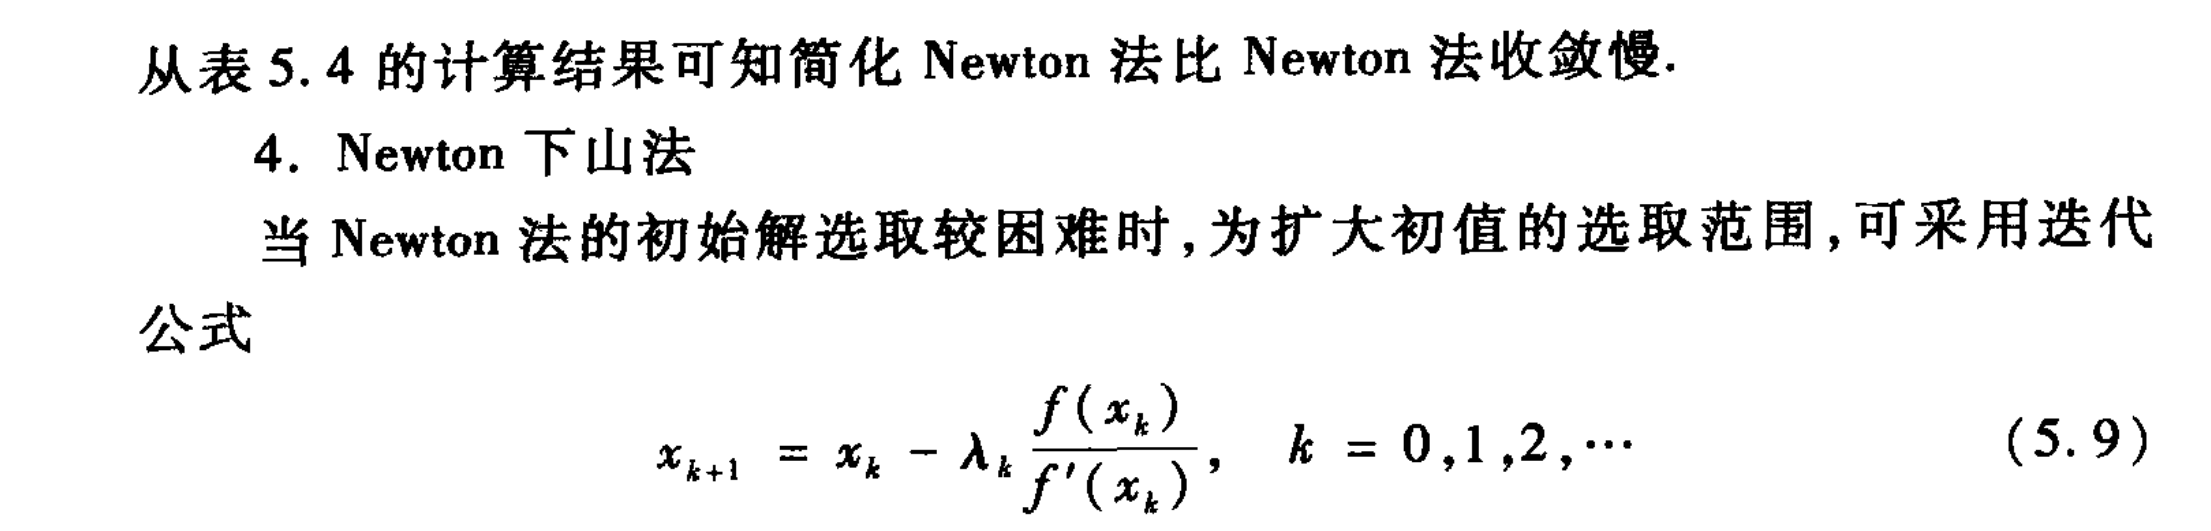 从表 5.4 的计算结果可知简化 Newton 法比 Newton 法收敛慢.
4. Newton 下山法
当 Newton 法的初始解选取较困难时,为扩大初值的选取范围,可采用迭代
公式
$x_{k+1} = x_k - \lambda_k \frac{f(x_k)}{f'(x_k)}, \quad k = 0,1,2,\cdots$ (5.9)